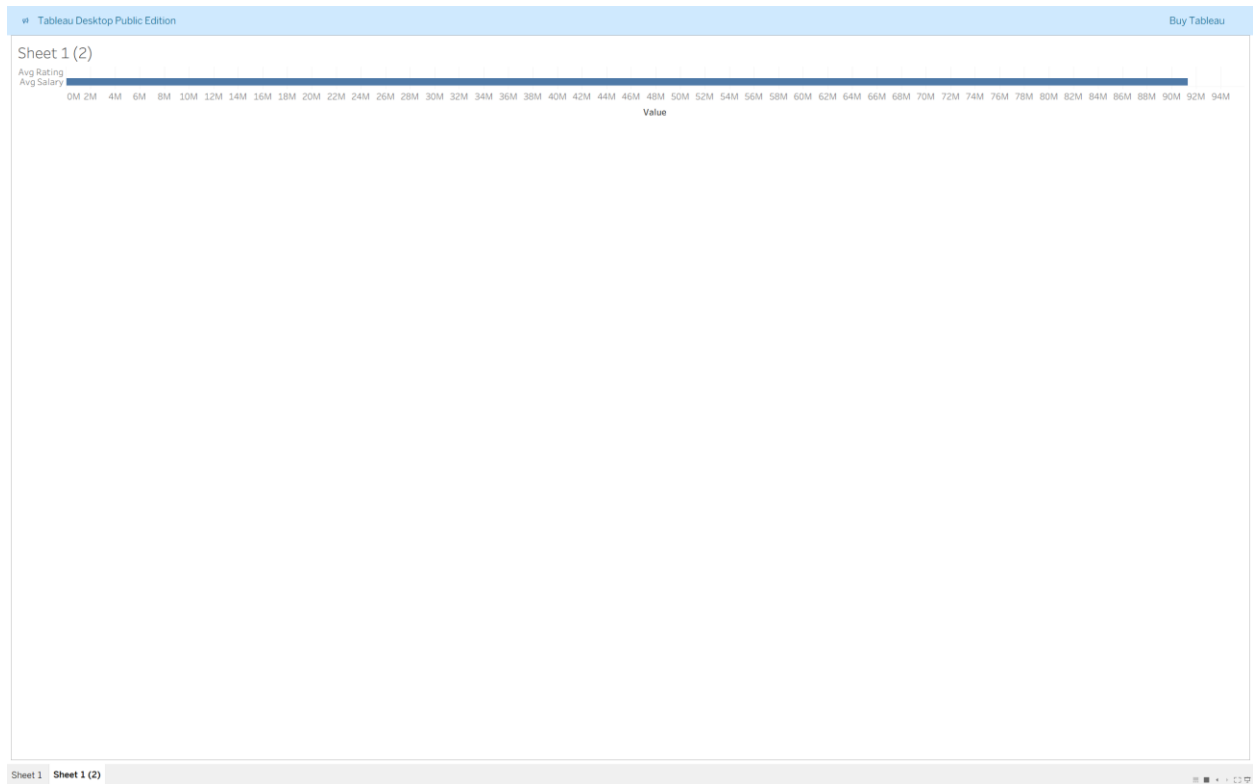 Tableau Desktop Public Edition Buy Tableau
Sheet 1 (2)
Avg Rating
Avg Salary
0M 2M 4M 6M 8M 10M 12M 14M 16M 18M 20M 22M 24M 26M 28M 30M 32M 34M 36M 38M 40M 42M 44M 46M 48M 50M 52M 54M 56M 58M 60M 62M 64M 66M 68M 70M 72M 74M 76M 78M 80M 82M 84M 86M 88M 90M 92M 94M
Value
Sheet 1 Sheet 1 (2)